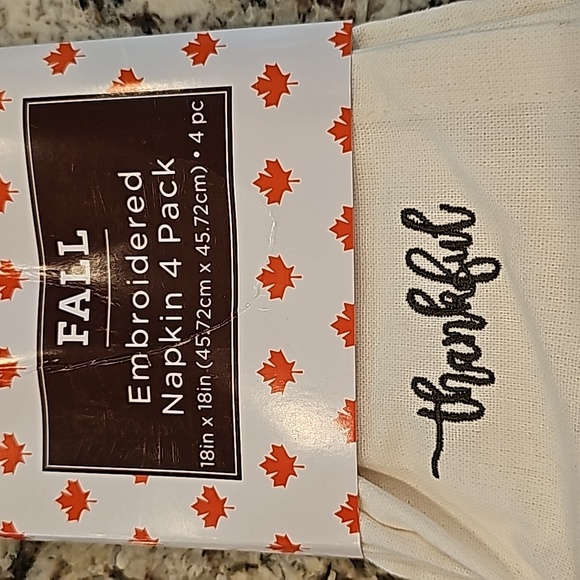 FALL
Embroidered
Napkin 4 Pack
18in x 18in (45.72cm x 45.72cm) • 4 pc
thankful